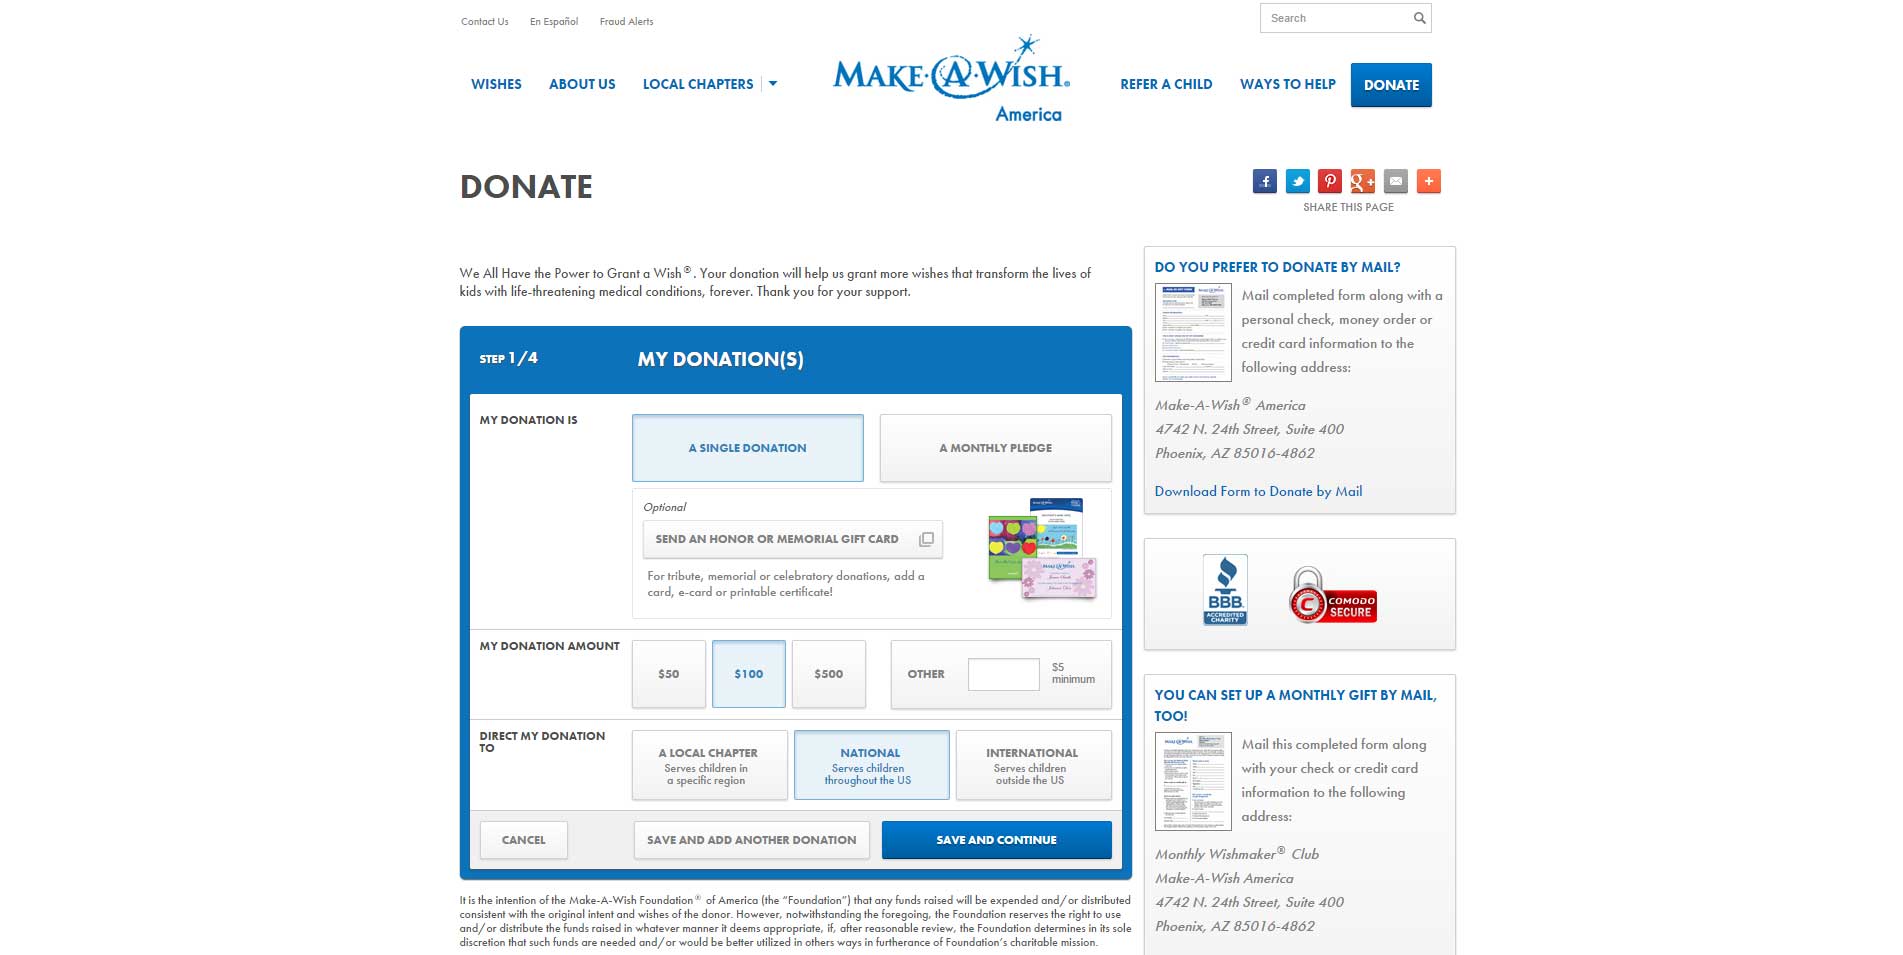 Contact Us
En Español
Fraud Alerts
Search
WISHES
ABOUT US
LOCAL CHAPTERS
MAKE·A·WISH®
America
REFER A CHILD
WAYS TO HELP
DONATE
DONATE
SHARE THIS PAGE
We All Have the Power to Grant a Wish®. Your donation will help us grant more wishes that transform the lives of
kids with life-threatening medical conditions, forever. Thank you for your support.
STEP 1/4
MY DONATION(S)
MY DONATION IS
A SINGLE DONATION
A MONTHLY PLEDGE
Optional
SEND AN HONOR OR MEMORIAL GIFT CARD
For tribute, memorial or celebratory donations, add a
card, e-card or printable certificate!
MAKE·A·WISH
MY DONATION AMOUNT
$50
$100
$500
OTHER
$5
minimum
DIRECT MY DONATION
TO
A LOCAL CHAPTER
Serves children in
a specific region
NATIONAL
Serves children
throughout the US
INTERNATIONAL
Serves children
outside the US
CANCEL
SAVE AND ADD ANOTHER DONATION
SAVE AND CONTINUE
It is the intention of the Make-A-Wish Foundation® of America (the “Foundation”) that any funds raised will be expended and/or distributed
consistent with the original intent and wishes of the donor. However, notwithstanding the foregoing, the Foundation reserves the right to use
and/or distribute the funds raised in whatever manner it deems appropriate, if, after reasonable review, the Foundation determines in its sole
discretion that such funds are needed and/or would be better utilized in others ways in furtherance of Foundation’s charitable mission.
DO YOU PREFER TO DONATE BY MAIL?
Mail completed form along with a
personal check, money order or
credit card information to the
following address:
Make-A-Wish® America
4742 N. 24th Street, Suite 400
Phoenix, AZ 85016-4862
Download Form to Donate by Mail
BBB
ACCREDITED
CHARITY
C
COMODO
SECURE
YOU CAN SET UP A MONTHLY GIFT BY MAIL,
TOO!
Mail this completed form along
with your check or credit card
information to the following
address:
Monthly Wishmaker® Club
Make-A-Wish America
4742 N. 24th Street, Suite 400
Phoenix, AZ 85016-4862